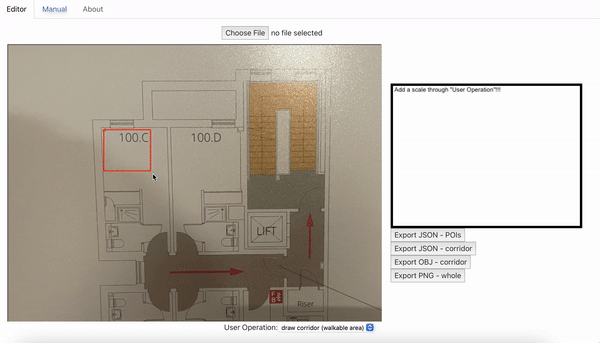 Editor Manual About
Choose File no file selected
Add a scale through "User Operation"!!!
100.C 100.D
LIFT
Riser
Export JSON - POIs
Export JSON - corridor
Export OBJ - corridor
Export PNG - whole
User Operation: draw corridor (walkable area)